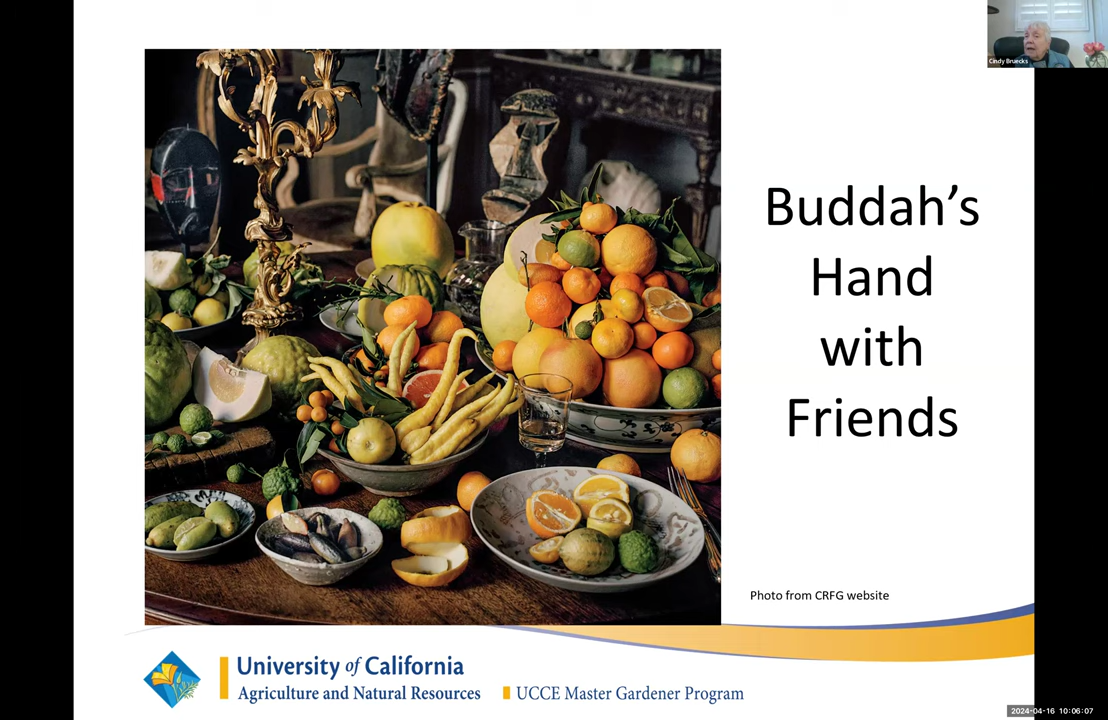 Cindy Bruecks
Buddah’s
Hand
with
Friends
Photo from CRFG website
University of California
Agriculture and Natural Resources
UCCE Master Gardener Program
2024-04-16 10:06:07